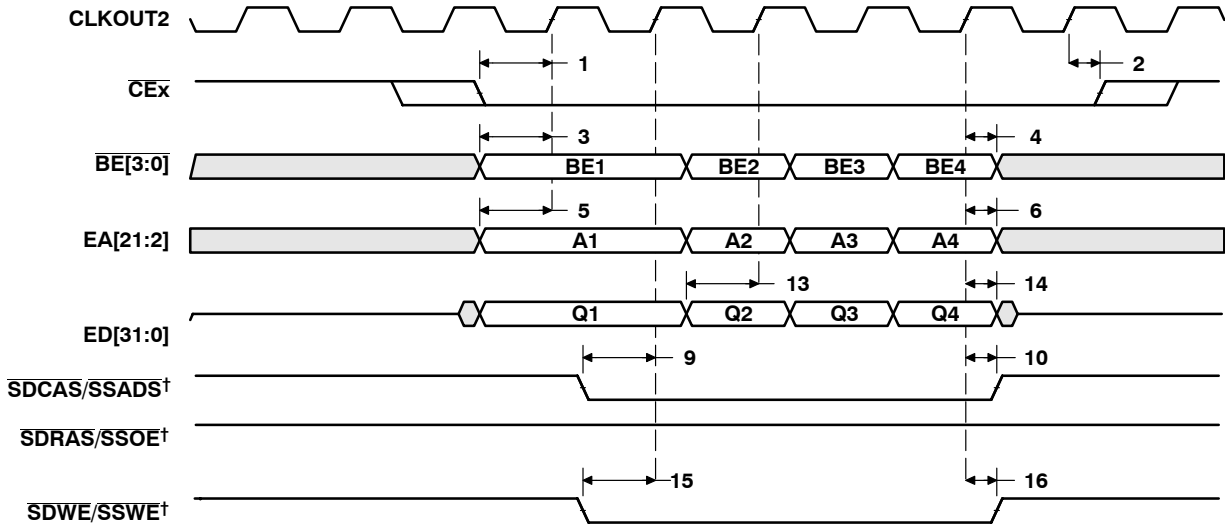 CLKOUT2
1
2
CEx
3
4
BE[3:0]
BE1 BE2 BE3 BE4
5
6
EA[21:2]
A1 A2 A3 A4
13
14
Q1 Q2 Q3 Q4
ED[31:0]
9
10
SDCAS/SSADS†
SDRAS/SSOE†
15
16
SDWE/SSWE†